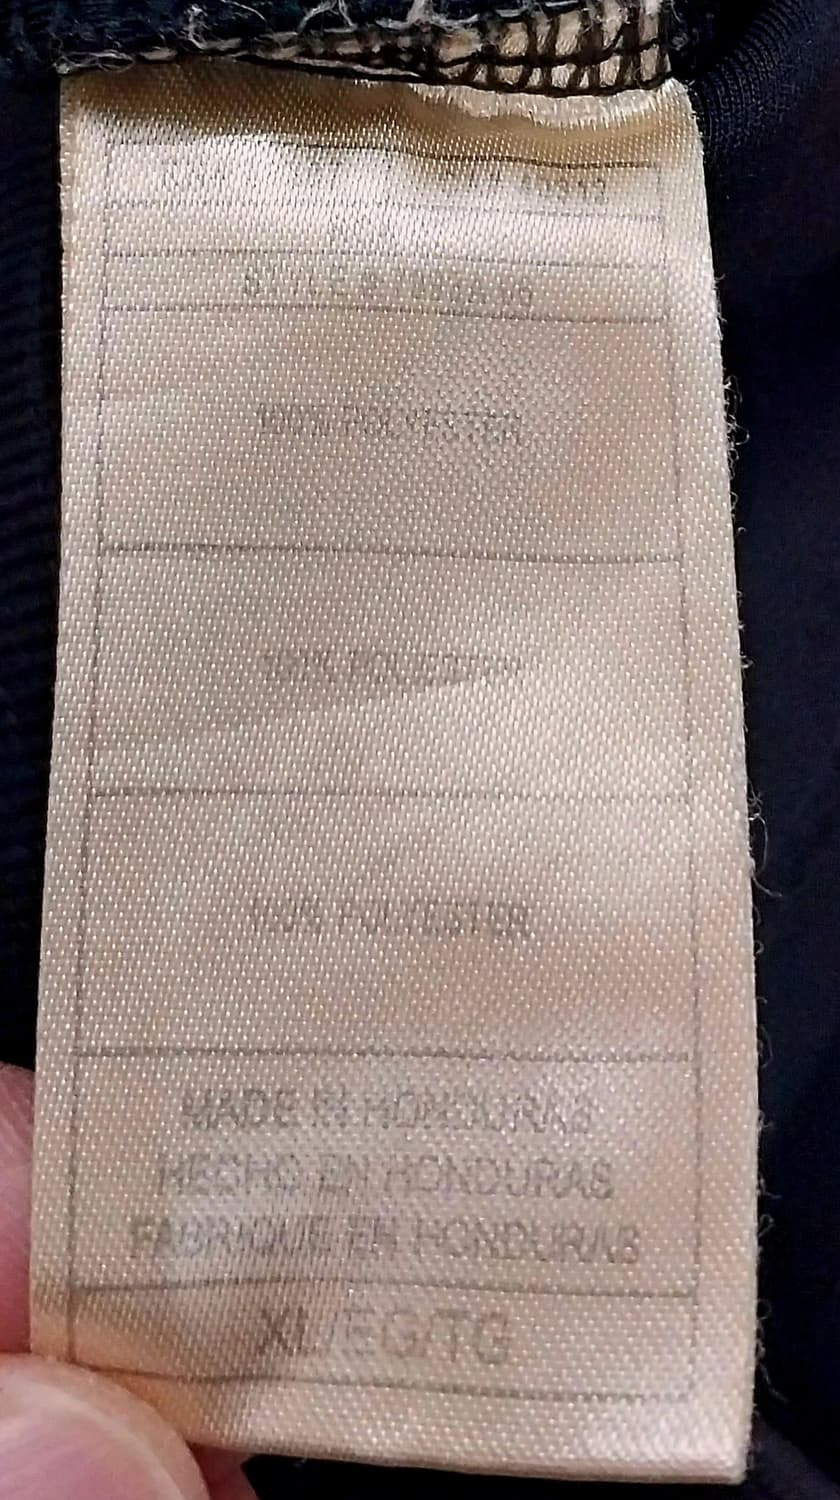 100% POLYESTER
100% POLYESTER
100% POLYESTER
MADE IN HONDURAS
HECHO EN HONDURAS
FABRIQUE EN HONDURAS
XL/EG/TG